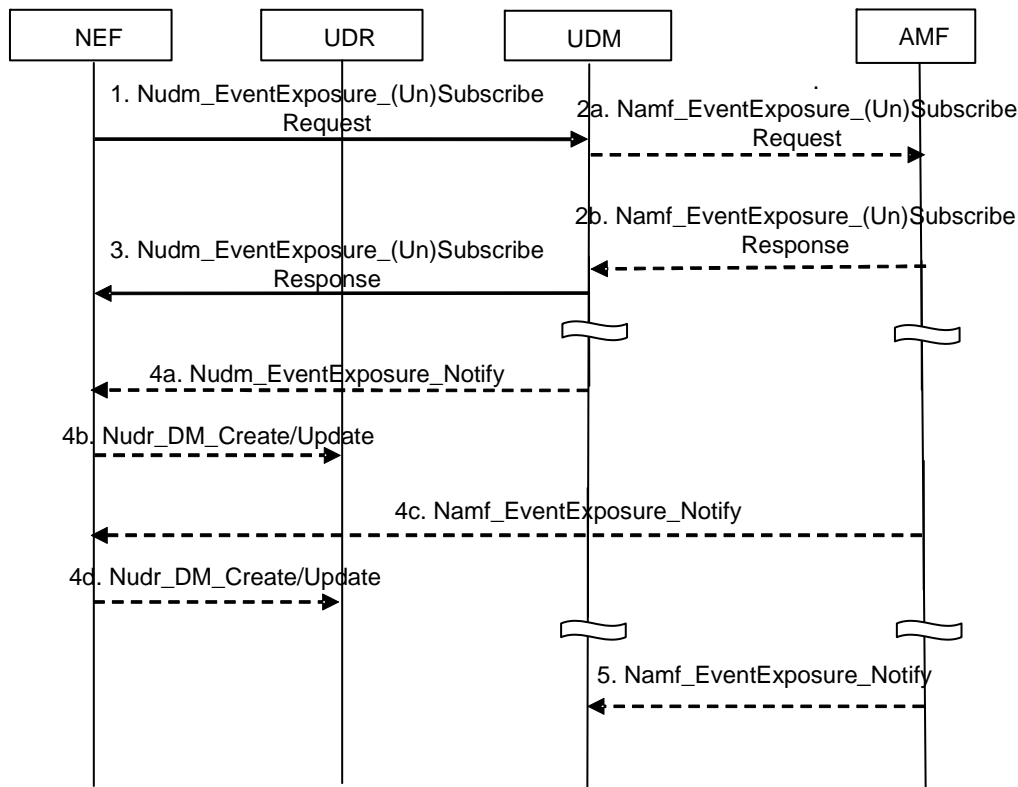 NEF
UDR
UDM
AMF
1. Nudm_EventExposure_(Un)Subscribe
Request
.
2a. Namf_EventExposure_(Un)Subscribe
Request
2b. Namf_EventExposure_(Un)Subscribe
Response
3. Nudm_EventExposure_(Un)Subscribe
Response
4a. Nudm_EventExposure_Notify
4b. Nudr_DM_Create/Update
4c. Namf_EventExposure_Notify
4d. Nudr_DM_Create/Update
5. Namf_EventExposure_Notify